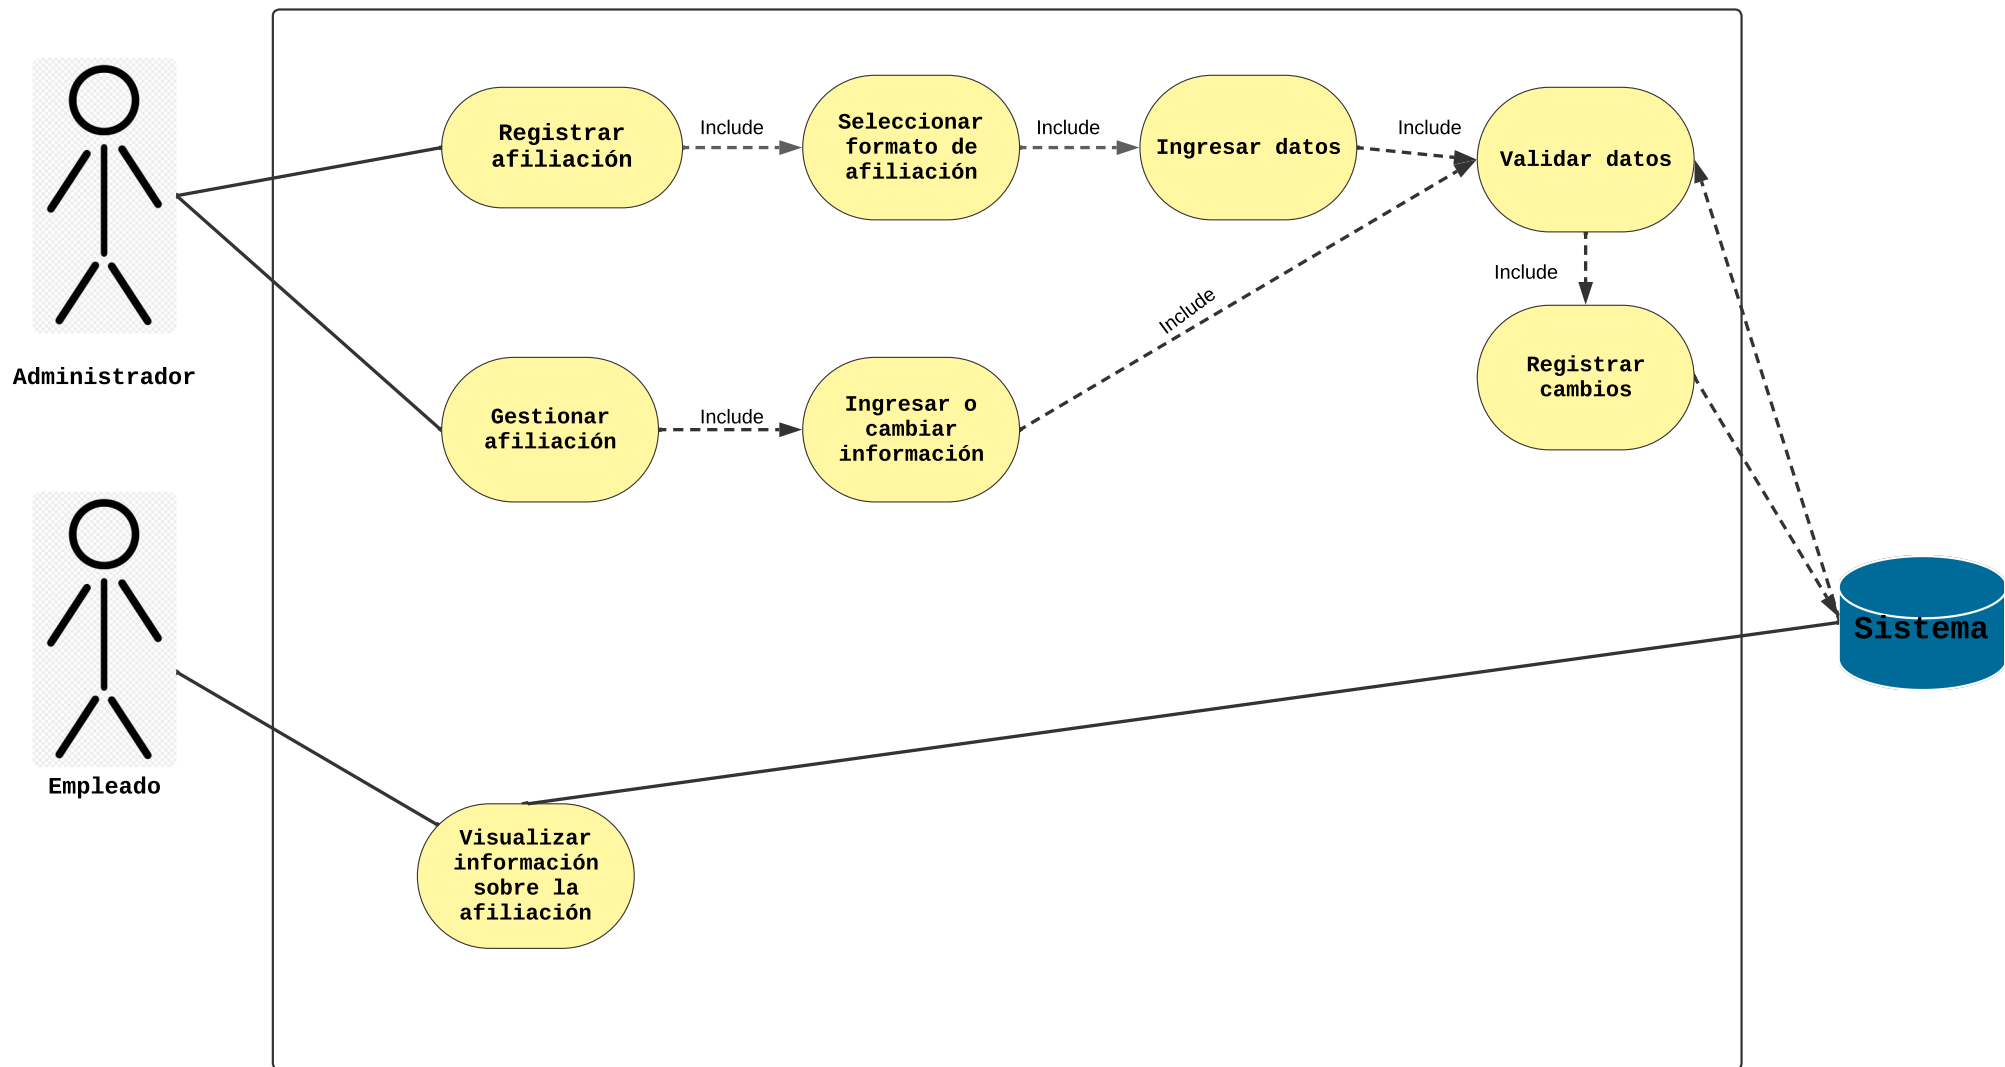 Registrar
afiliación
Include
Seleccionar
formato de
afiliación
Include
Ingresar datos
Include
Validar datos
Include
Registrar
cambios
Administrador
Gestionar
afiliación
Include
Ingresar o
cambiar
información
Include
Sistema
Empleado
Visualizar
información
sobre la
afiliación